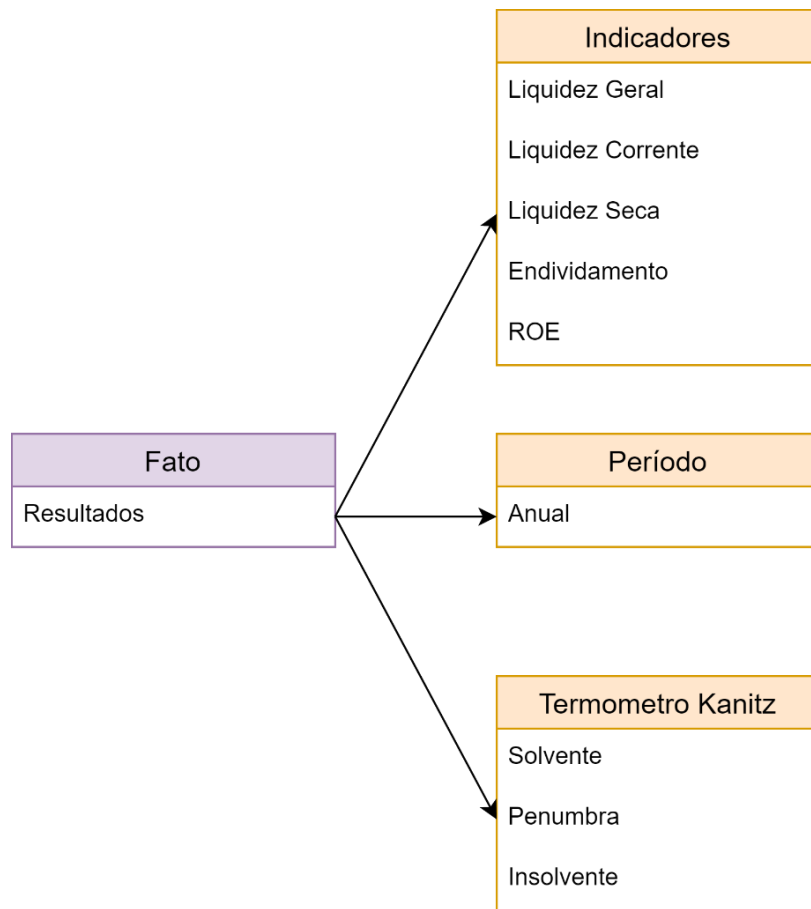 Indicadores
Liquidez Geral
Liquidez Corrente
Liquidez Seca
Endividamento
ROE
Fato
Resultados
Período
Anual
Termometro Kanitz
Solvente
Penumbra
Insolvente